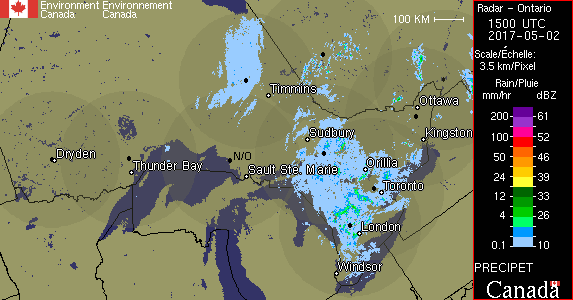 Environment Environnement
Canada Canada
100 KM
Timmins
Ottawa
Sudbury
Kingston
Dryden
N/O
Thunder Bay
Sault Ste. Marie
Orillia
Toronto
London
Windsor
Radar - Ontario
1500 UTC
2017-05-02
Scale/Échelle:
3.5 km/Pixel
Rain/Pluie
mm/hr dBZ
200 61
100 52
50 46
24 39
12 33
4 26
0.1 10
PRECIPET
Canada